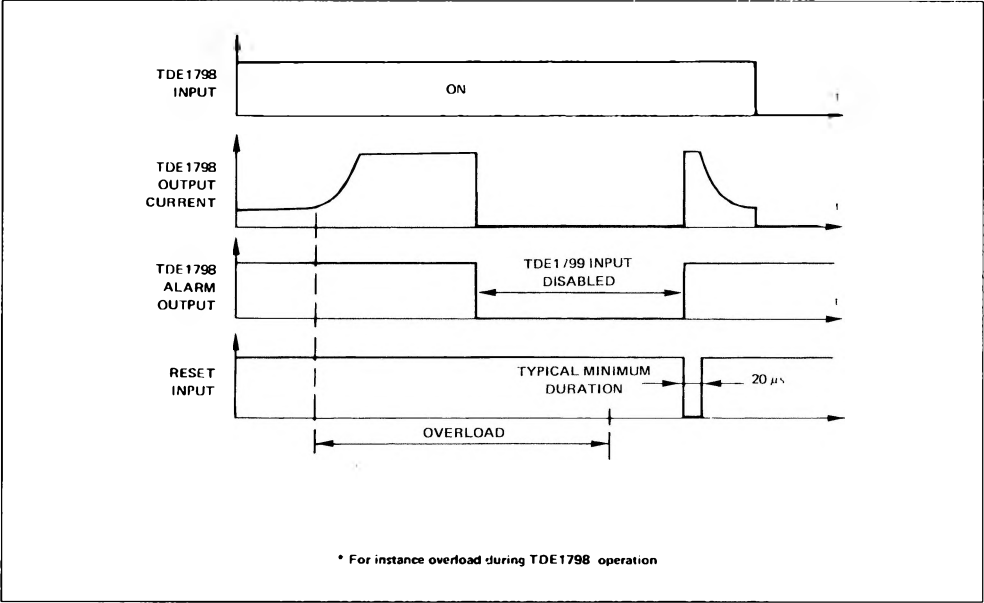 TDE1798
INPUT
ON
t
TDE1798
OUTPUT
CURRENT
t
TDE1798
ALARM
OUTPUT
TDE1/99 INPUT
DISABLED
t
RESET
INPUT
TYPICAL MINIMUM
DURATION
20 µs
OVERLOAD
* For instance overload during TDE1798 operation